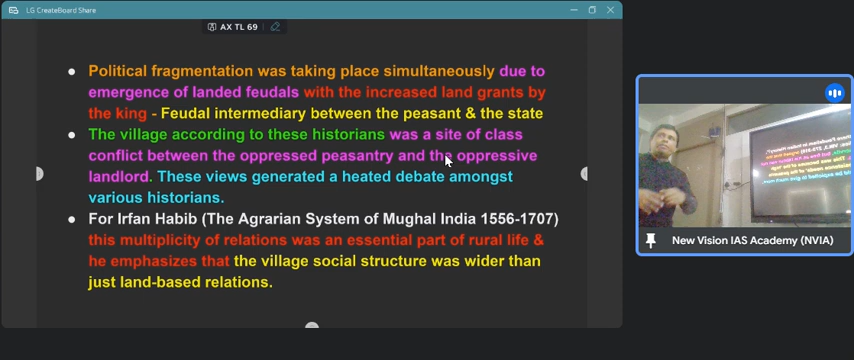 LG CreateBoard Share
AX TL 69
Political fragmentation was taking place simultaneously due to
emergence of landed feudals with the increased land grants by
the king - Feudal intermediary between the peasant & the state
The village according to these historians was a site of class
conflict between the oppressed peasantry and the oppressive
landlord. These views generated a heated debate amongst
various historians.
For Irfan Habib (The Agrarian System of Mughal India 1556-1707)
this multiplicity of relations was an essential part of rural life &
he emphasizes that the village social structure was wider than
just land-based relations.
New Vision IAS Academy (NVIA)